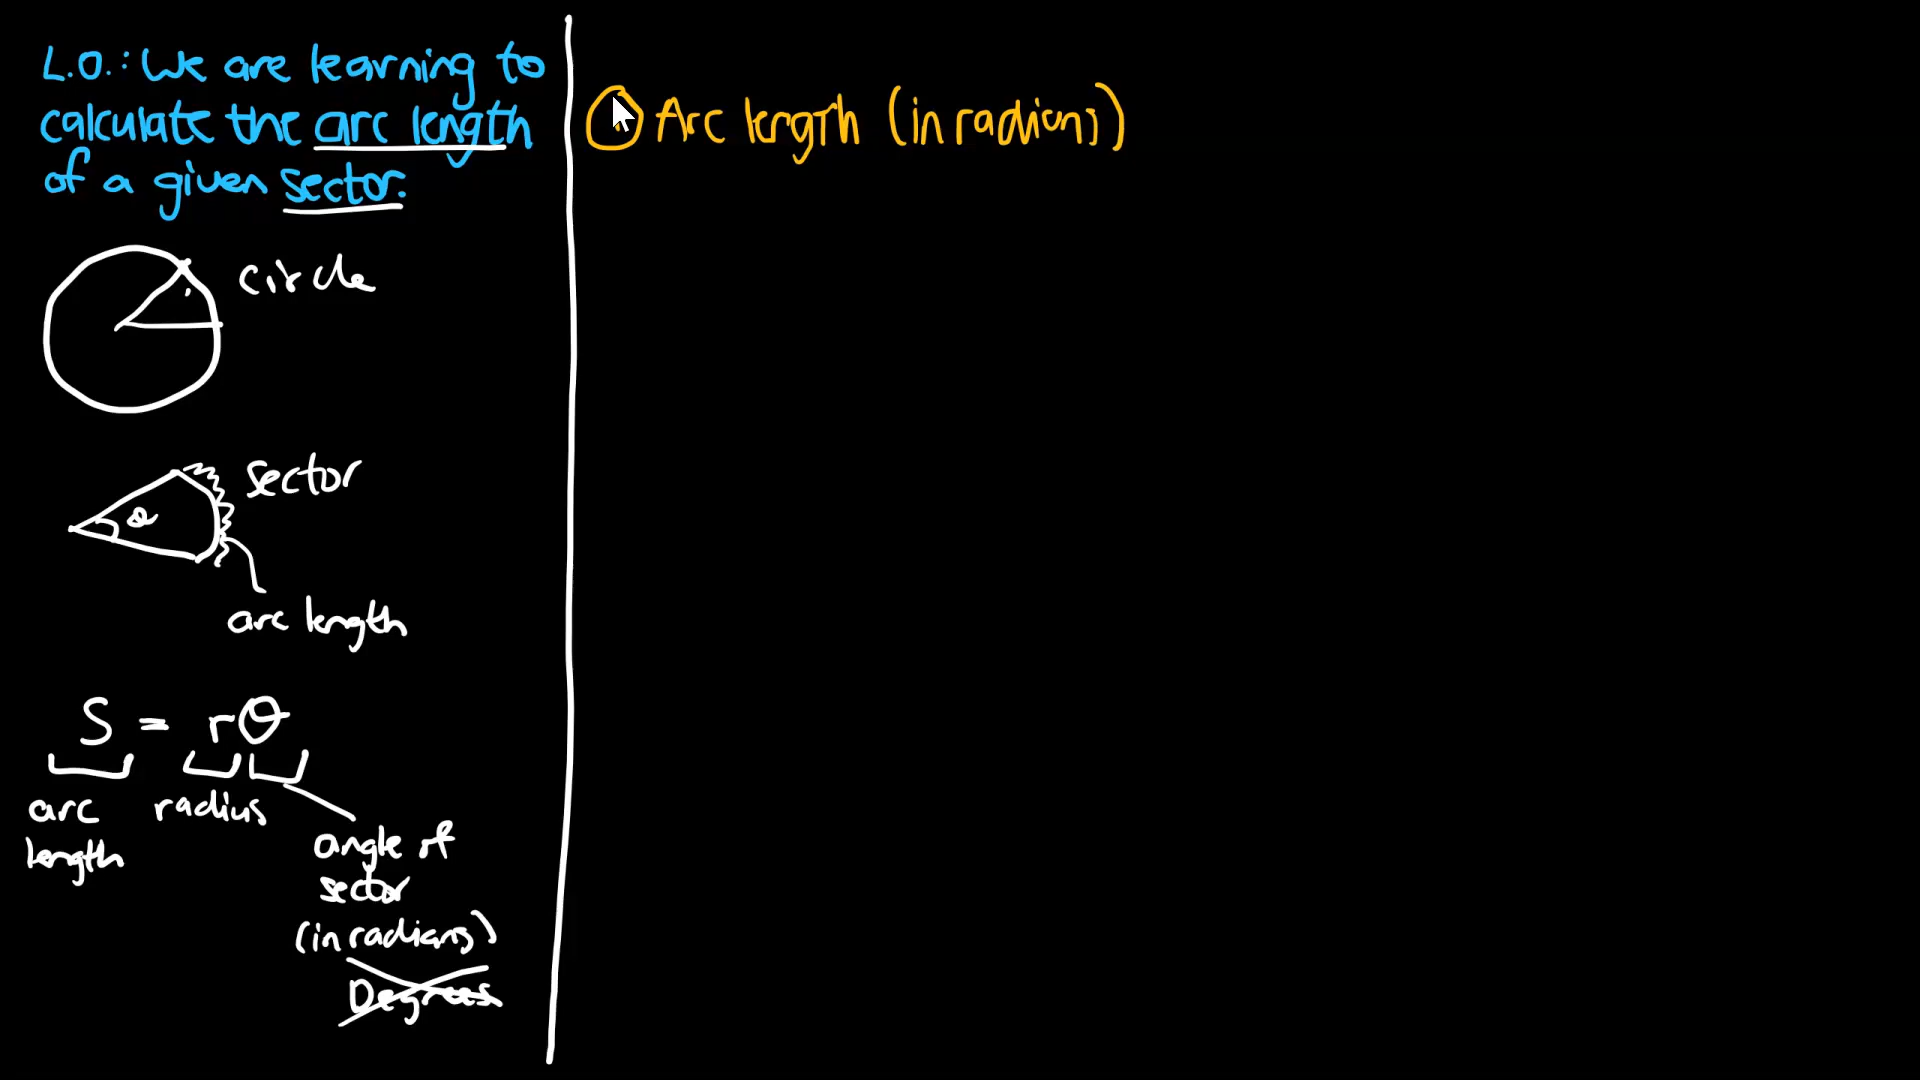 L.O.: We are learning to
calculate the arc length
of a given sector.
circle
sector
θ
arc length
S = rθ
arc
length
radius
angle of
sector
(in radians)
Degrees
Arc length (in radians)